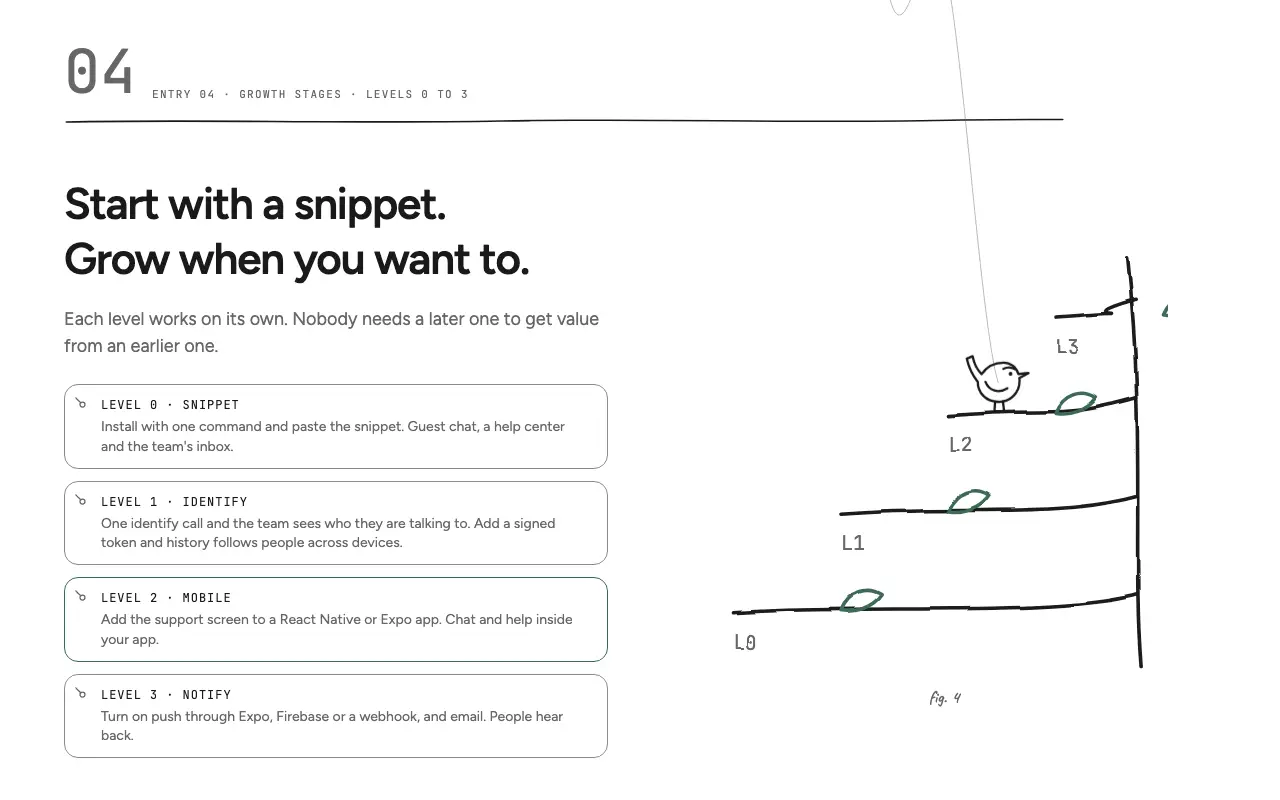 04
ENTRY 04 · GROWTH STAGES · LEVELS 0 TO 3
Start with a snippet.
Grow when you want to.
Each level works on its own. Nobody needs a later one to get value
from an earlier one.
LEVEL 0 · SNIPPET
Install with one command and paste the snippet. Guest chat, a help center
and the team's inbox.
LEVEL 1 · IDENTIFY
One identify call and the team sees who they are talking to. Add a signed
token and history follows people across devices.
LEVEL 2 · MOBILE
Add the support screen to a React Native or Expo app. Chat and help inside
your app.
LEVEL 3 · NOTIFY
Turn on push through Expo, Firebase or a webhook, and email. People hear
back.
L3
L2
L1
L0
fig. 4